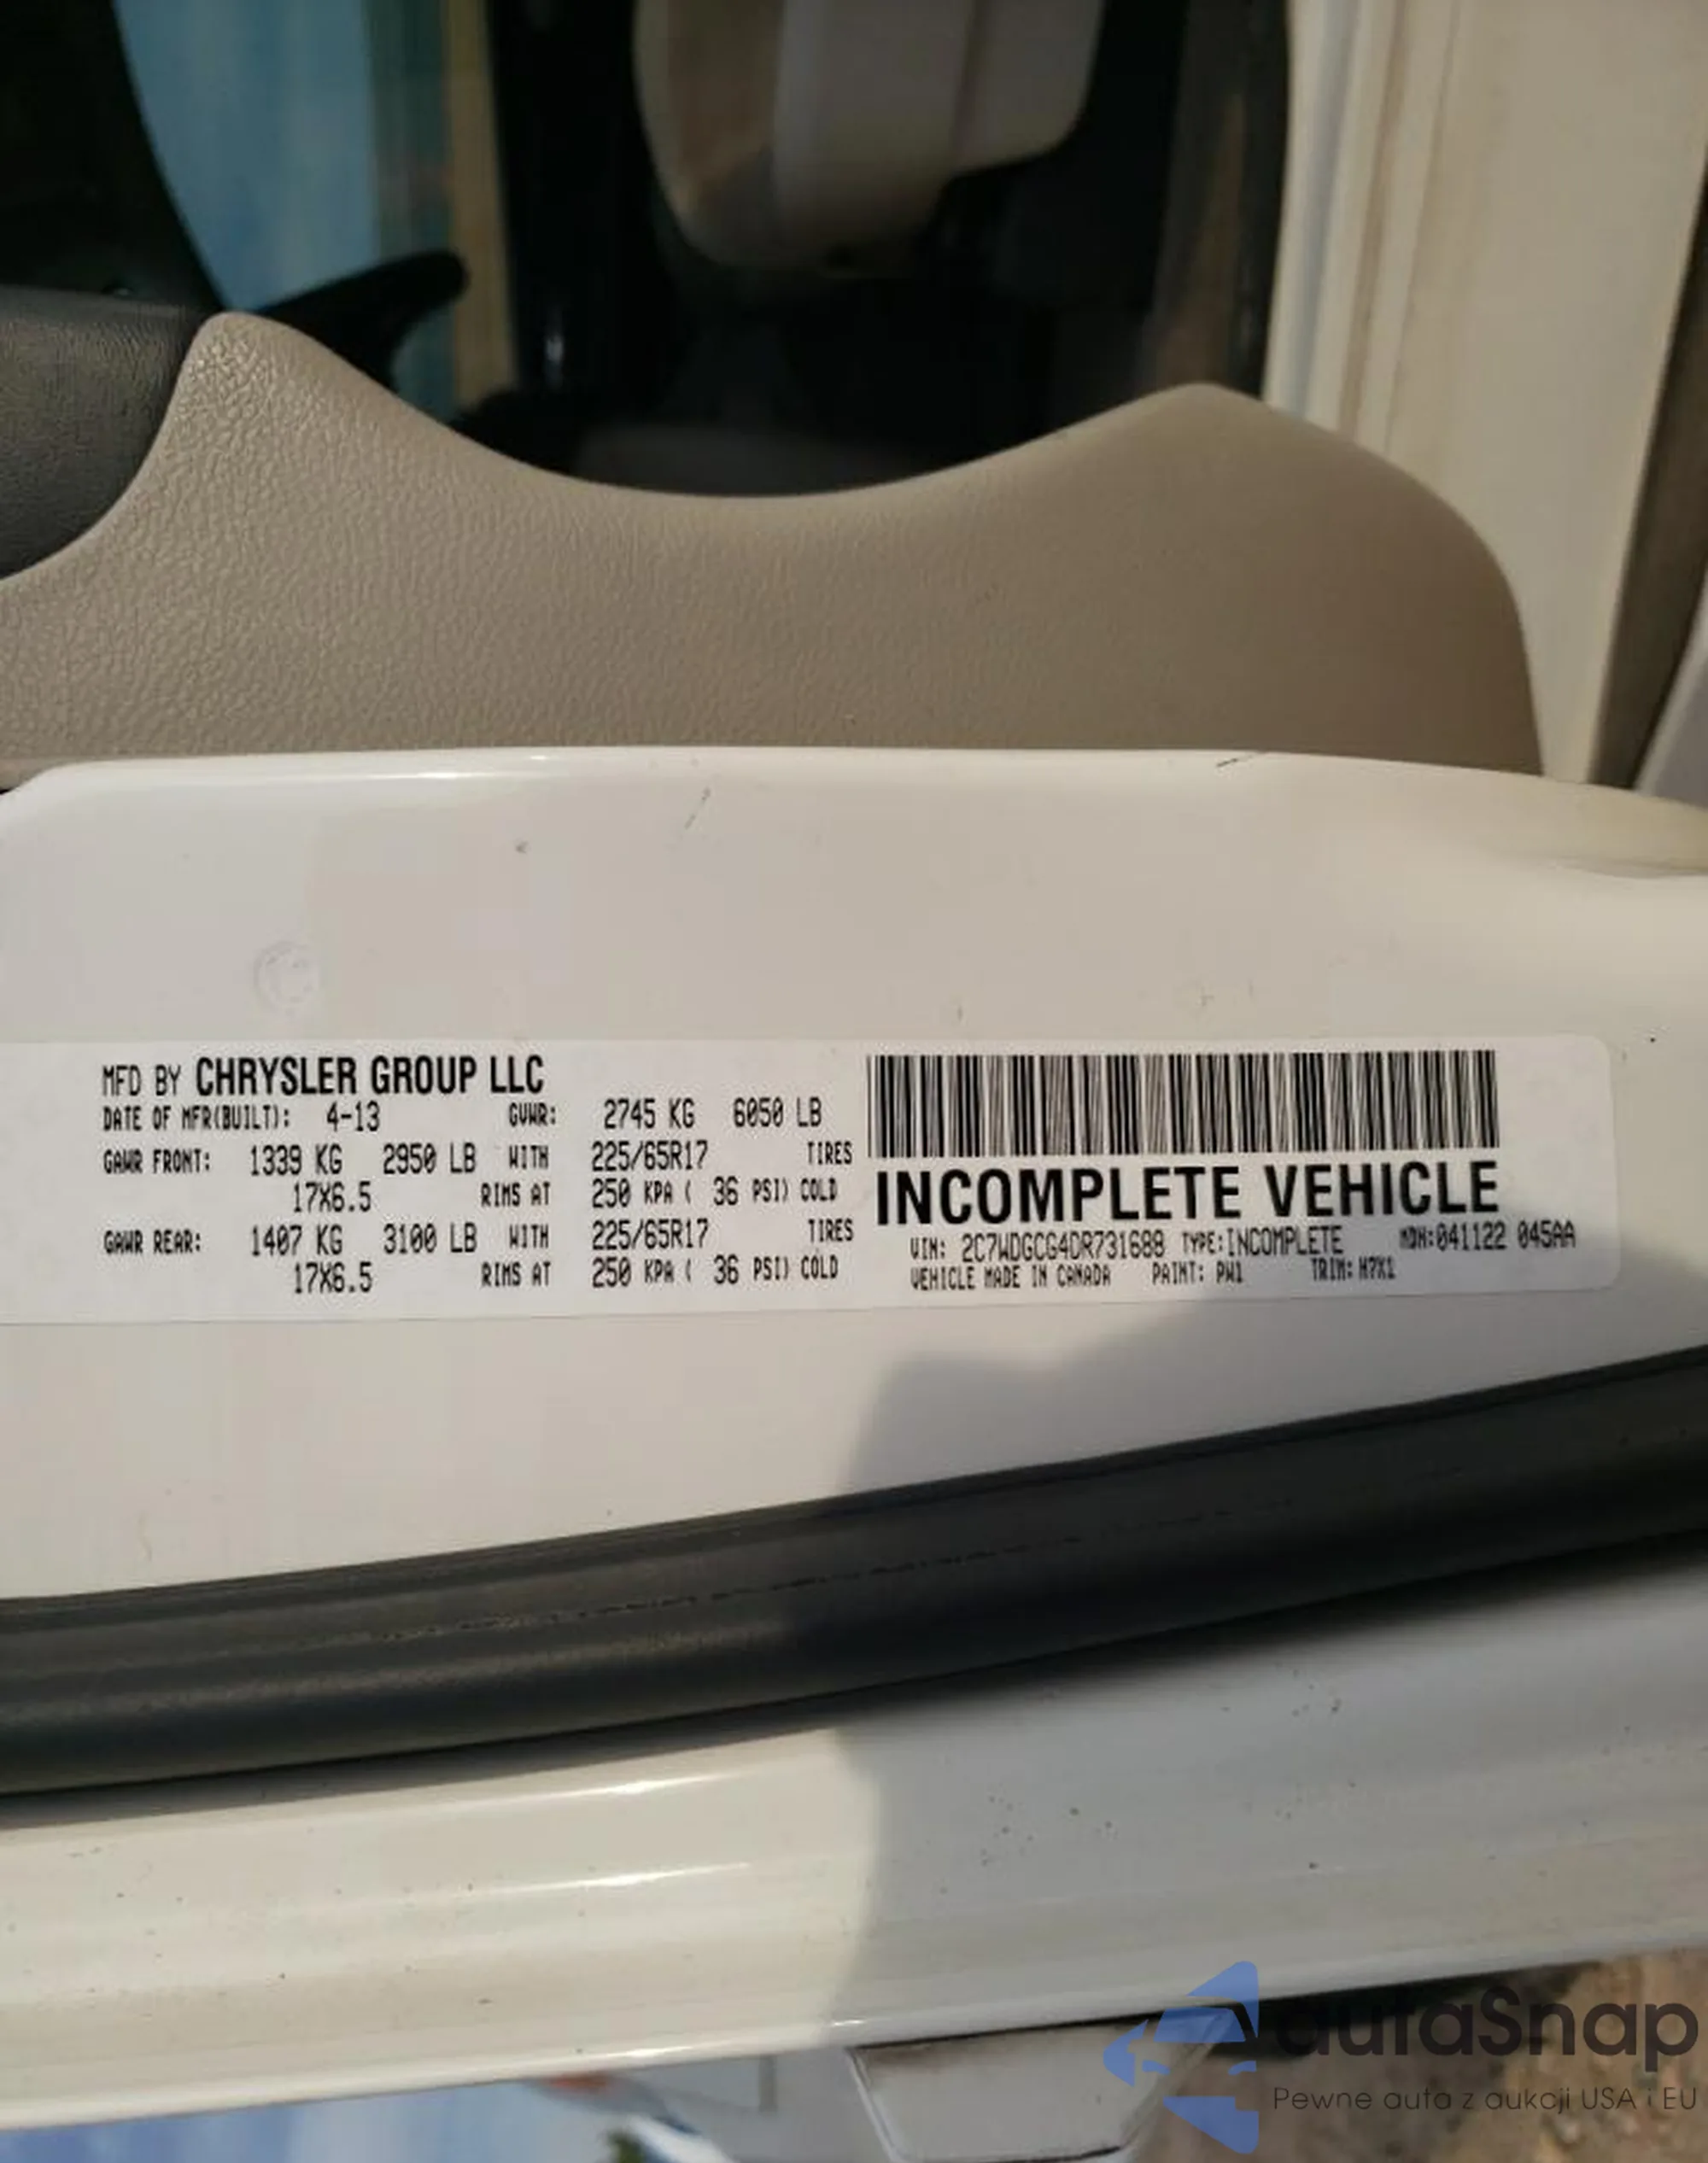 MFD BY CHRYSLER GROUP LLC
DATE OF MFR(BUILT): 4-13 GVWR: 2745 KG 6050 LB
GAWR FRONT: 1339 KG 2950 LB WITH 225/65R17 TIRES
17X6.5 RIMS AT 250 KPA ( 36 PSI) COLD
GAWR REAR: 1407 KG 3100 LB WITH 225/65R17 TIRES
17X6.5 RIMS AT 250 KPA ( 36 PSI) COLD
INCOMPLETE VEHICLE
VIN: 2C7WDGCG4DR731688 TYPE:INCOMPLETE MDH:041122 045AA
VEHICLE MADE IN CANADA PAINT: PW1 TRIM: H7X1
autaSnap
Pewne auta z aukcji USA i EU